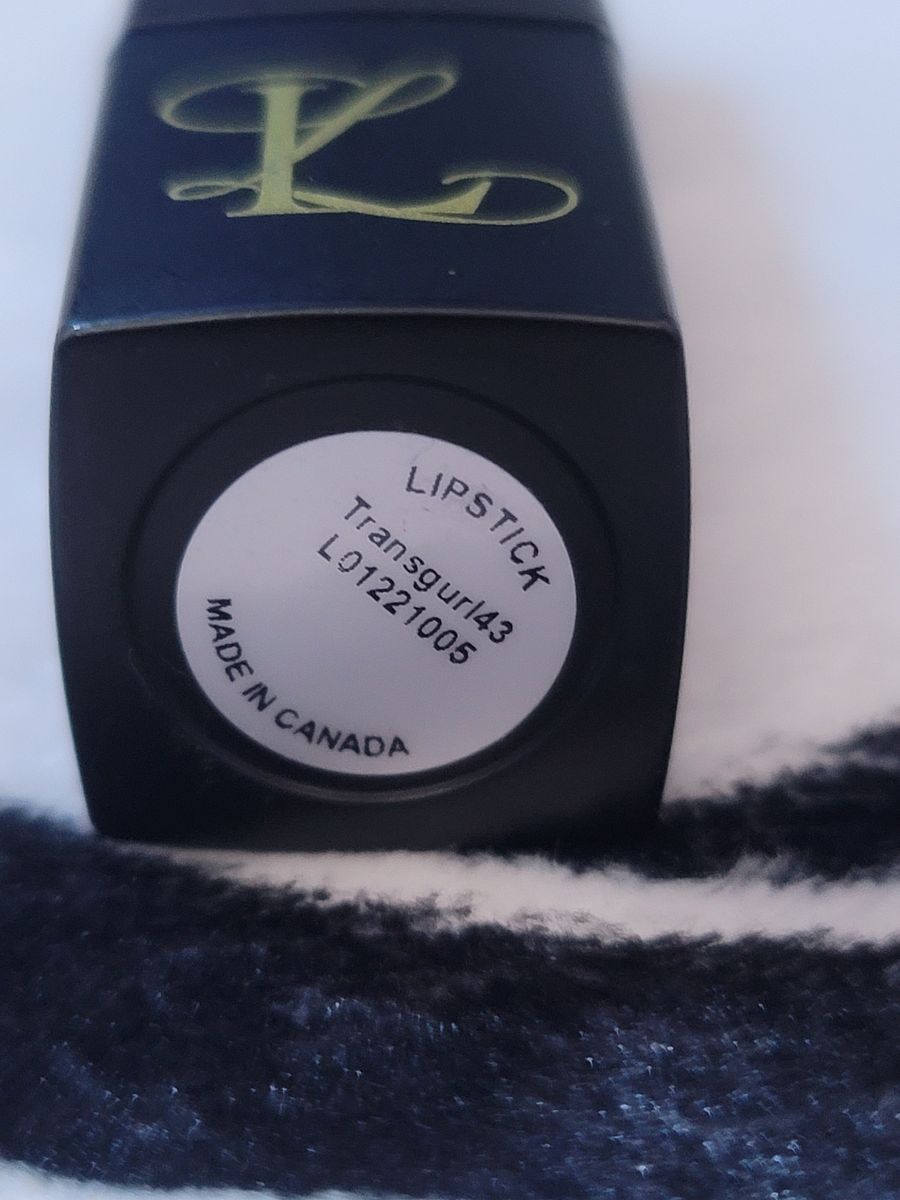 L
LIPSTICK
Transgurl43
L01221005
MADE IN CANADA